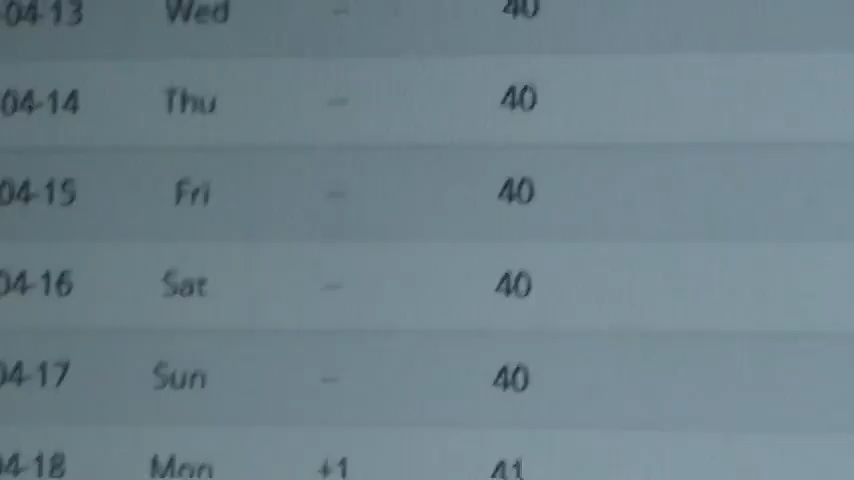 04-13 Wed – 40
04-14 Thu – 40
04-15 Fri – 40
04-16 Sat – 40
04-17 Sun – 40
04-18 Mon +1 41